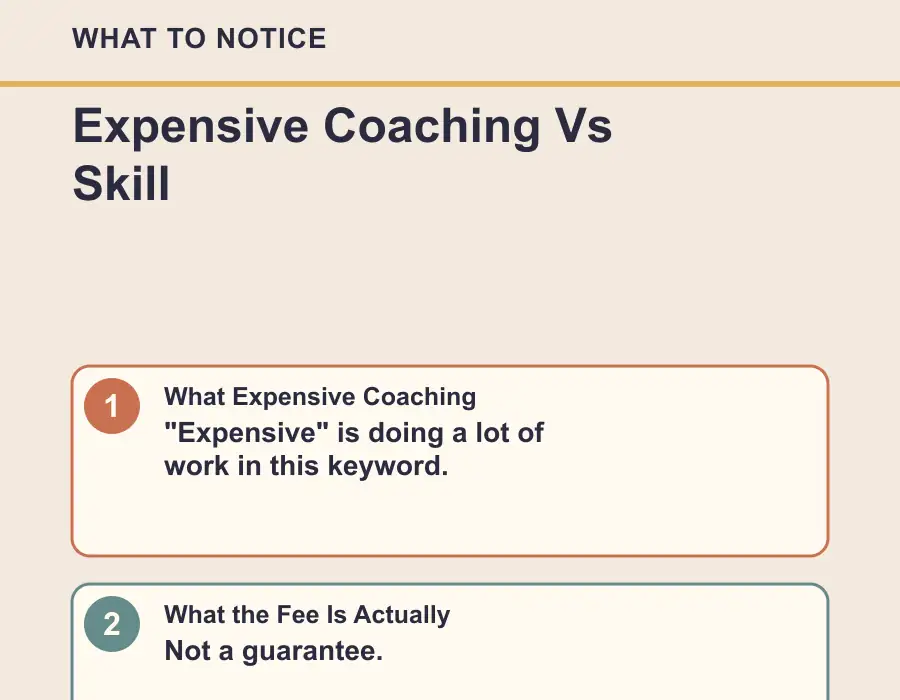 WHAT TO NOTICE
Expensive Coaching Vs
Skill
1
What Expensive Coaching
"Expensive" is doing a lot of
work in this keyword.
2
What the Fee Is Actually
Not a guarantee.